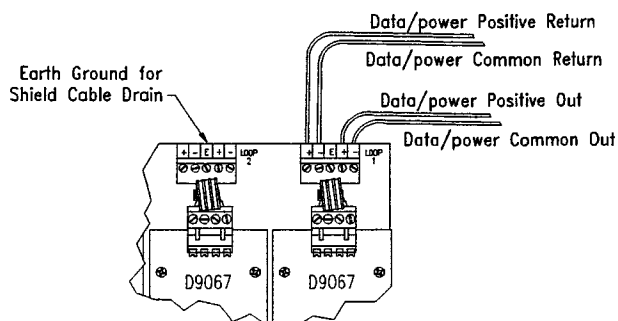 Data/power Positive Return
Data/power Common Return
Earth Ground for
Shield Cable Drain
Data/power Positive Out
Data/power Common Out
+ - E + - LOOP 2
+ - E + - LOOP 1
D9067
D9067